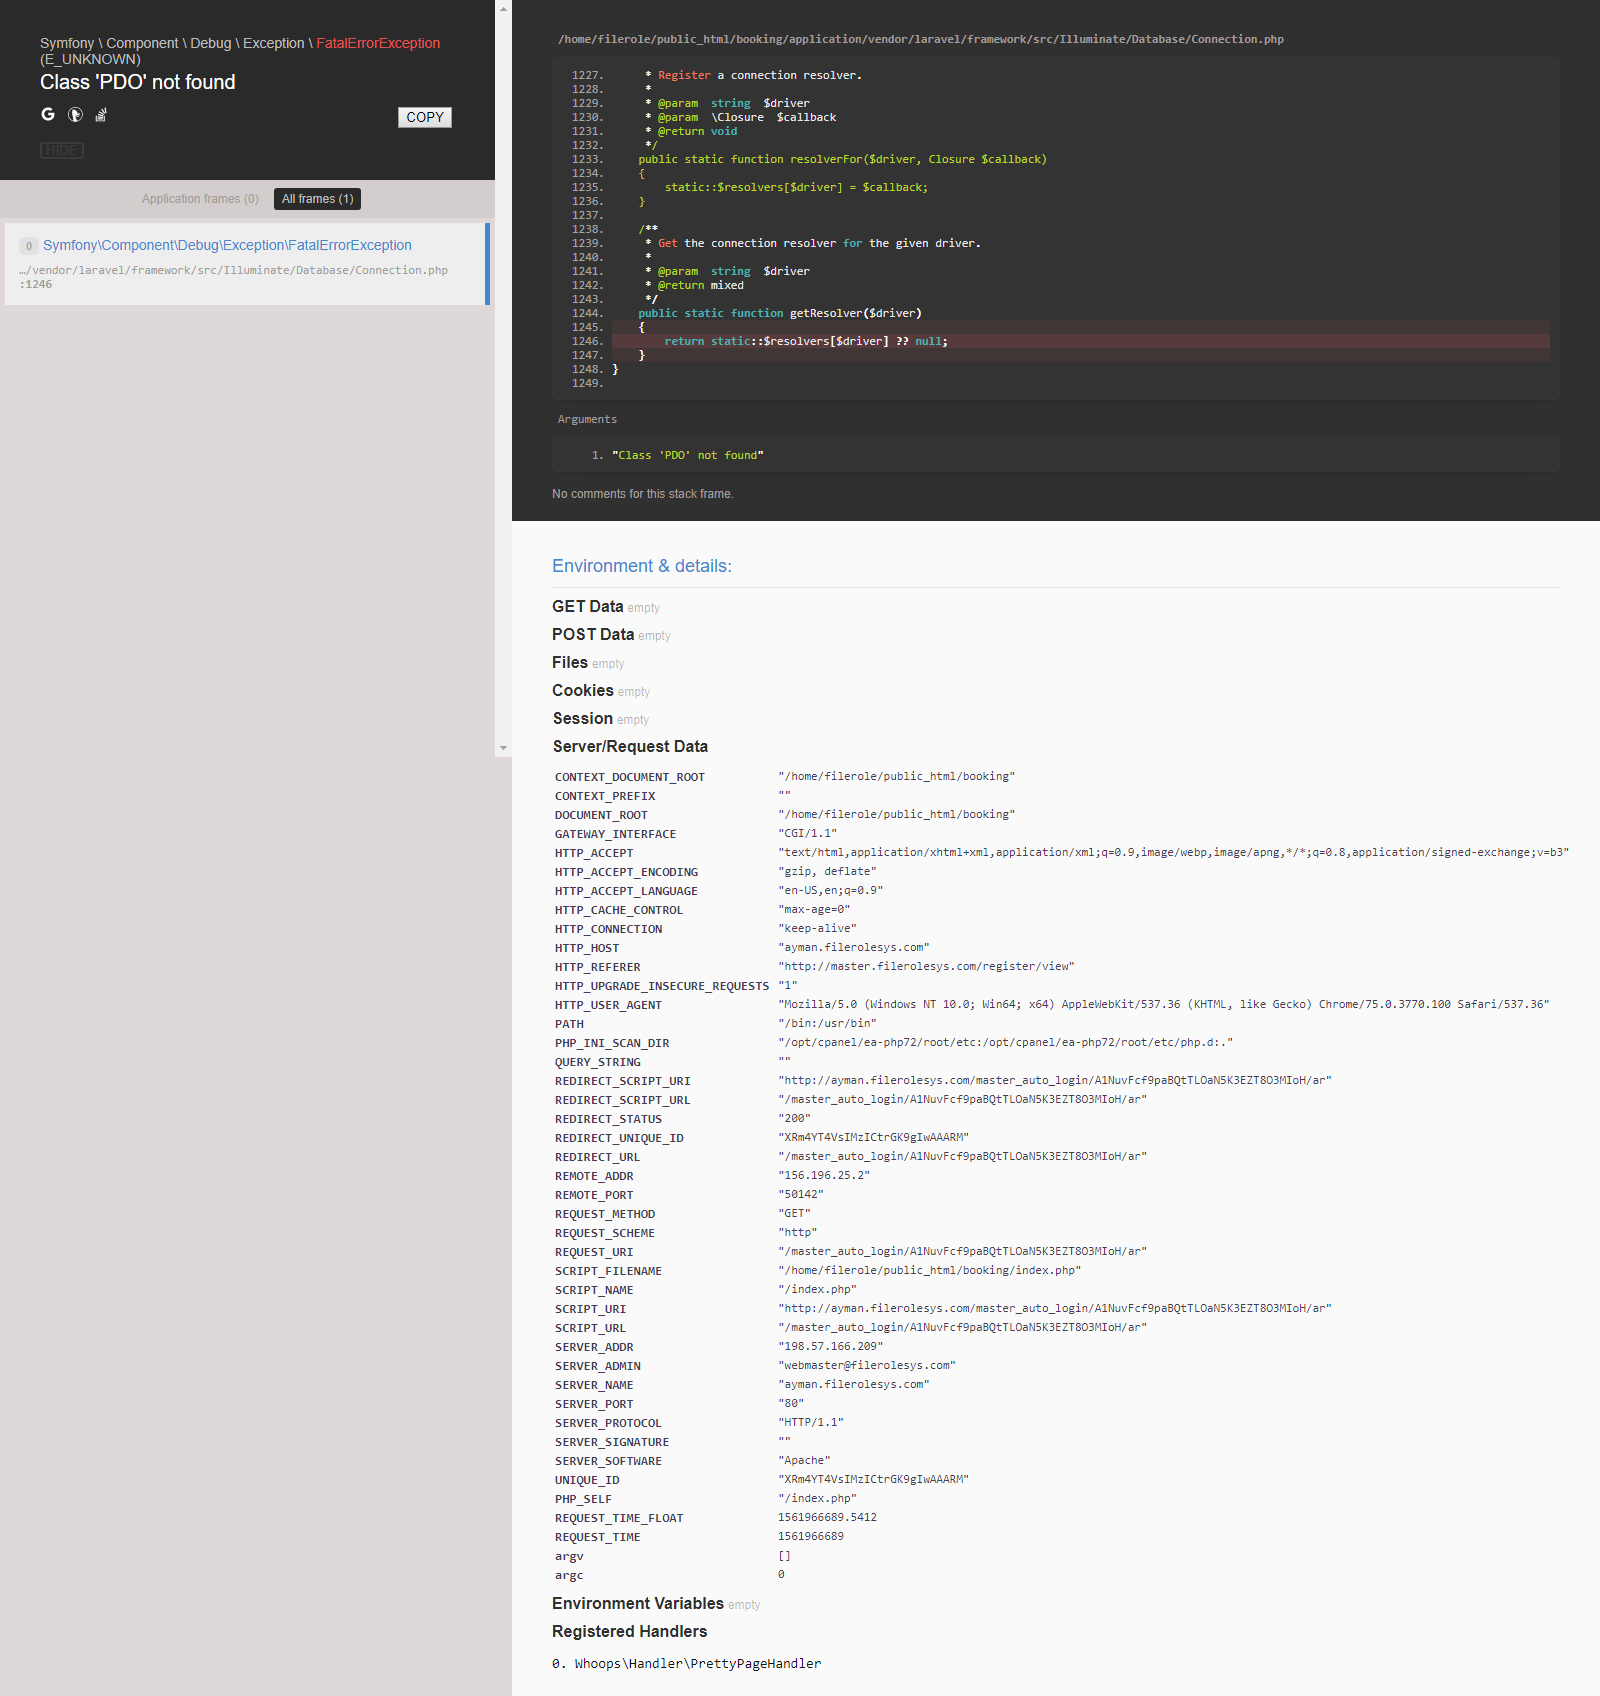 Symfony \ Component \ Debug \ Exception \ FatalErrorException
(E_UNKNOWN)
Class 'PDO' not found
COPY
HIDE
Application frames (0) All frames (1)
0 Symfony\Component\Debug\Exception\FatalErrorException
…/vendor/laravel/framework/src/Illuminate/Database/Connection.php
:1246
/home/filerole/public_html/booking/application/vendor/laravel/framework/src/Illuminate/Database/Connection.php
1227. * Register a connection resolver.
1228. *
1229. * @param  string  $driver
1230. * @param  \Closure  $callback
1231. * @return void
1232. */
1233. public static function resolverFor($driver, Closure $callback)
1234. {
1235. static::$resolvers[$driver] = $callback;
1236. }
1237.
1238. /**
1239. * Get the connection resolver for the given driver.
1240. *
1241. * @param  string  $driver
1242. * @return mixed
1243. */
1244. public static function getResolver($driver)
1245. {
1246. return static::$resolvers[$driver] ?? null;
1247. }
1248. }
1249.
Arguments
1. "Class 'PDO' not found"
No comments for this stack frame.
Environment & details:
GET Data empty
POST Data empty
Files empty
Cookies empty
Session empty
Server/Request Data
CONTEXT_DOCUMENT_ROOT "/home/filerole/public_html/booking"
CONTEXT_PREFIX ""
DOCUMENT_ROOT "/home/filerole/public_html/booking"
GATEWAY_INTERFACE "CGI/1.1"
HTTP_ACCEPT "text/html,application/xhtml+xml,application/xml;q=0.9,image/webp,image/apng,*/*;q=0.8,application/signed-exchange;v=b3"
HTTP_ACCEPT_ENCODING "gzip, deflate"
HTTP_ACCEPT_LANGUAGE "en-US,en;q=0.9"
HTTP_CACHE_CONTROL "max-age=0"
HTTP_CONNECTION "keep-alive"
HTTP_HOST "ayman.filerolesys.com"
HTTP_REFERER "http://master.filerolesys.com/register/view"
HTTP_UPGRADE_INSECURE_REQUESTS "1"
HTTP_USER_AGENT "Mozilla/5.0 (Windows NT 10.0; Win64; x64) AppleWebKit/537.36 (KHTML, like Gecko) Chrome/75.0.3770.100 Safari/537.36"
PATH "/bin:/usr/bin"
PHP_INI_SCAN_DIR "/opt/cpanel/ea-php72/root/etc:/opt/cpanel/ea-php72/root/etc/php.d:."
QUERY_STRING ""
REDIRECT_SCRIPT_URI "http://ayman.filerolesys.com/master_auto_login/A1NuvFcf9paBQtTLOaN5K3EZT8O3MIoH/ar"
REDIRECT_SCRIPT_URL "/master_auto_login/A1NuvFcf9paBQtTLOaN5K3EZT8O3MIoH/ar"
REDIRECT_STATUS "200"
REDIRECT_UNIQUE_ID "XRm4YT4VsIMzICtrGK9gIwAAARM"
REDIRECT_URL "/master_auto_login/A1NuvFcf9paBQtTLOaN5K3EZT8O3MIoH/ar"
REMOTE_ADDR "156.196.25.2"
REMOTE_PORT "50142"
REQUEST_METHOD "GET"
REQUEST_SCHEME "http"
REQUEST_URI "/master_auto_login/A1NuvFcf9paBQtTLOaN5K3EZT8O3MIoH/ar"
SCRIPT_FILENAME "/home/filerole/public_html/booking/index.php"
SCRIPT_NAME "/index.php"
SCRIPT_URI "http://ayman.filerolesys.com/master_auto_login/A1NuvFcf9paBQtTLOaN5K3EZT8O3MIoH/ar"
SCRIPT_URL "/master_auto_login/A1NuvFcf9paBQtTLOaN5K3EZT8O3MIoH/ar"
SERVER_ADDR "198.57.166.209"
SERVER_ADMIN "webmaster@filerolesys.com"
SERVER_NAME "ayman.filerolesys.com"
SERVER_PORT "80"
SERVER_PROTOCOL "HTTP/1.1"
SERVER_SIGNATURE ""
SERVER_SOFTWARE "Apache"
UNIQUE_ID "XRm4YT4VsIMzICtrGK9gIwAAARM"
PHP_SELF "/index.php"
REQUEST_TIME_FLOAT 1561966689.5412
REQUEST_TIME 1561966689
argv []
argc 0
Environment Variables empty
Registered Handlers
0. Whoops\Handler\PrettyPageHandler